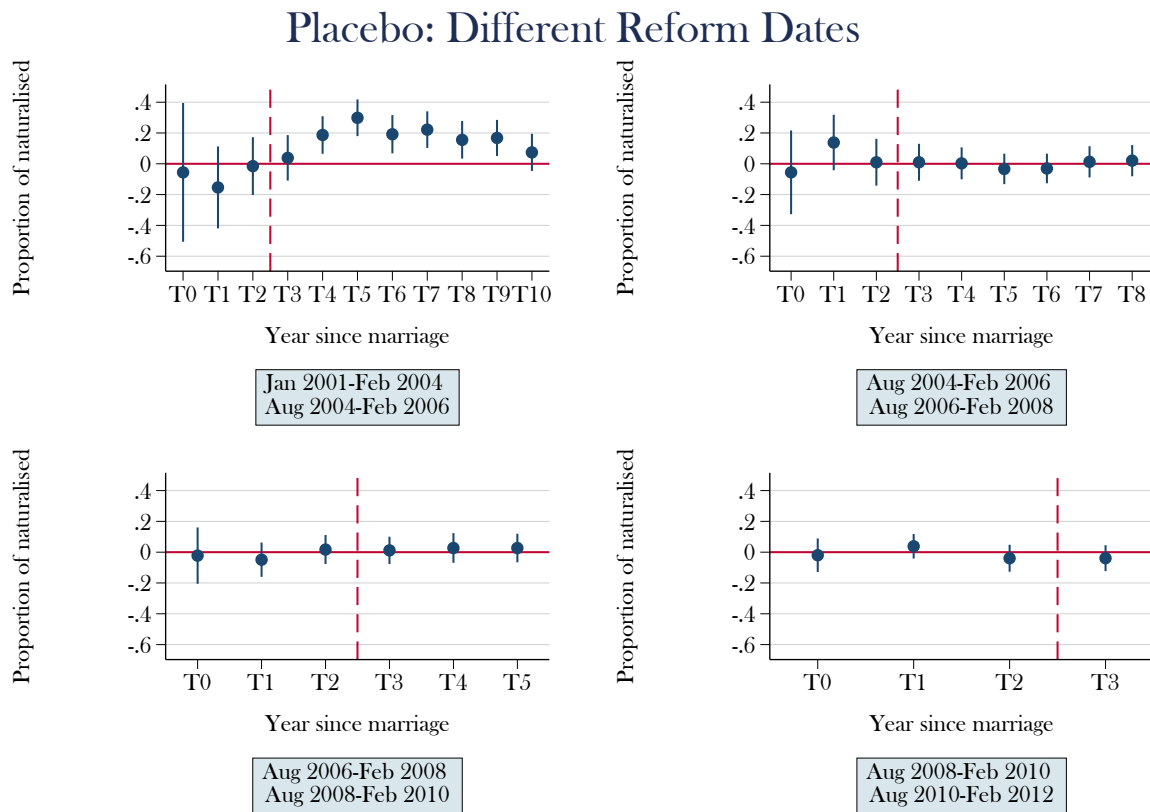 Placebo: Different Reform Dates
Proportion of naturalised
.4
.2
0
-.2
-.4
-.6
T0 T1 T2 T3 T4 T5 T6 T7 T8 T9 T10
Year since marriage
Jan 2001-Feb 2004
Aug 2004-Feb 2006
Proportion of naturalised
.4
.2
0
-.2
-.4
-.6
T0 T1 T2 T3 T4 T5 T6 T7 T8
Year since marriage
Aug 2004-Feb 2006
Aug 2006-Feb 2008
Proportion of naturalised
.4
.2
0
-.2
-.4
-.6
T0 T1 T2 T3 T4 T5
Year since marriage
Aug 2006-Feb 2008
Aug 2008-Feb 2010
Proportion of naturalised
.4
.2
0
-.2
-.4
-.6
T0 T1 T2 T3
Year since marriage
Aug 2008-Feb 2010
Aug 2010-Feb 2012